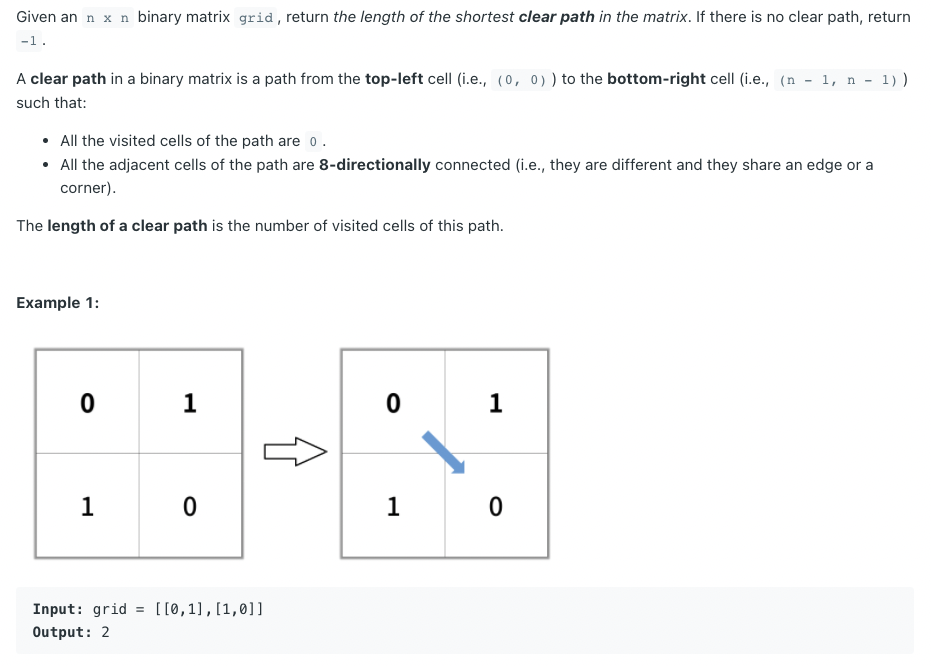 Given an n x n binary matrix grid, return the length of the shortest clear path in the matrix. If there is no clear path, return
-1.
A clear path in a binary matrix is a path from the top-left cell (i.e., (0, 0)) to the bottom-right cell (i.e., (n - 1, n - 1))
such that:
• All the visited cells of the path are 0.
• All the adjacent cells of the path are 8-directionally connected (i.e., they are different and they share an edge or a
corner).
The length of a clear path is the number of visited cells of this path.
Example 1:
0 1 0 1
1 0 1 0
Input: grid = [[0,1],[1,0]]
Output: 2